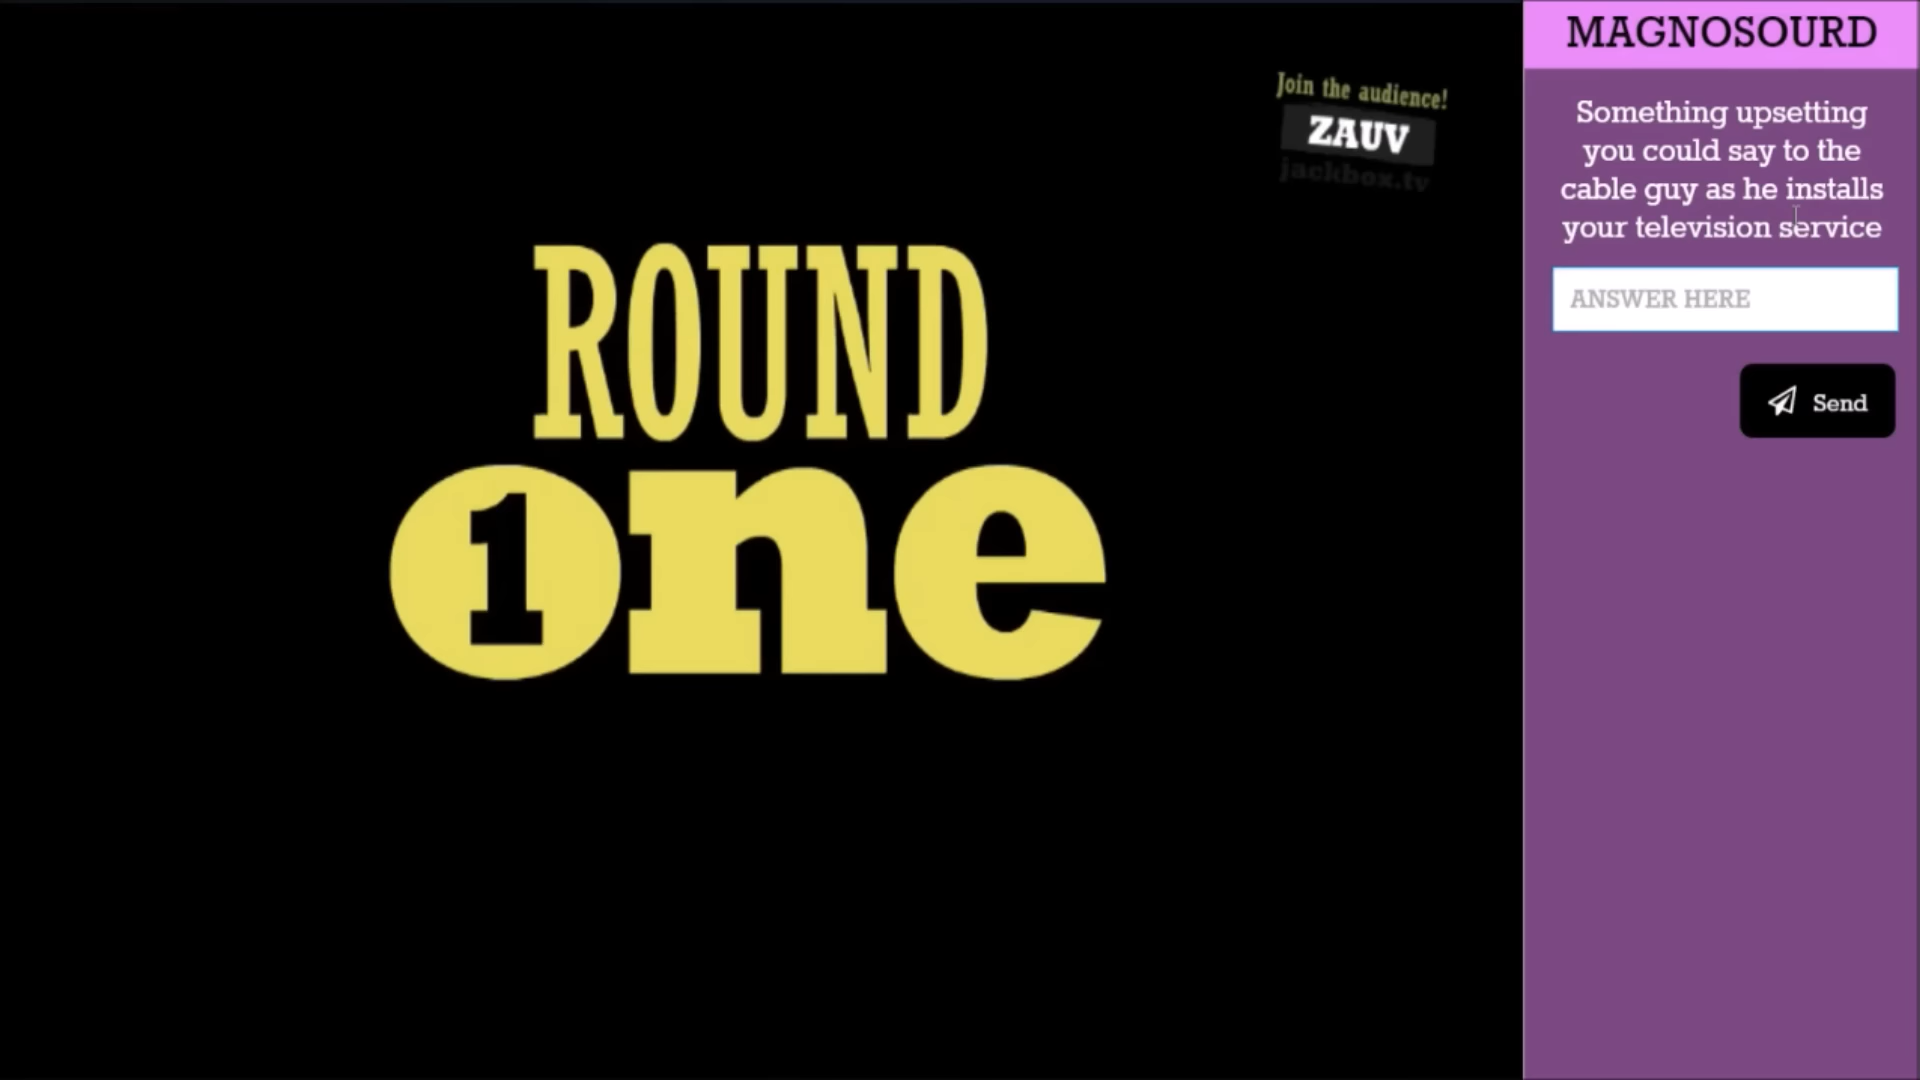 Join the audience!
ZAUV
jackbox.tv
ROUND
One
1
MAGNOSOURD
Something upsetting
you could say to the
cable guy as he installs
your television service
ANSWER HERE
Send